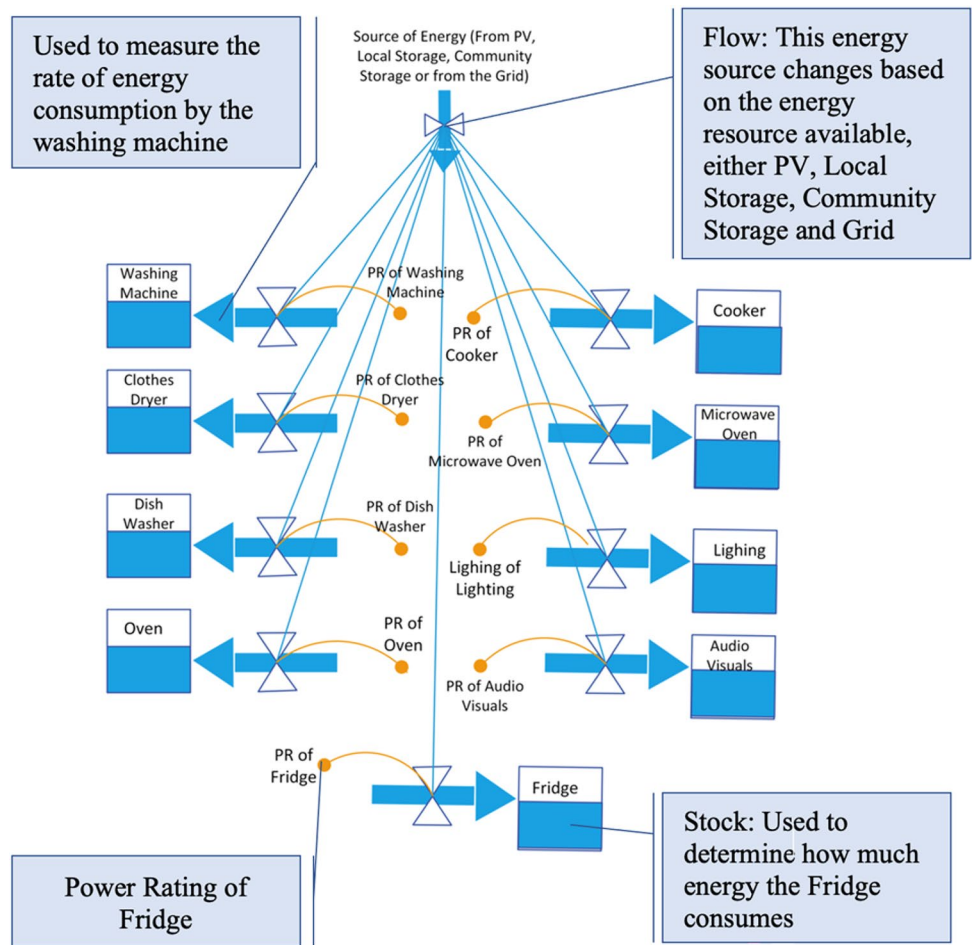 Used to measure the
rate of energy
consumption by the
washing machine
Source of Energy (From PV,
Local Storage, Community
Storage or from the Grid)
Flow: This energy
source changes based
on the energy
resource available,
either PV, Local
Storage, Community
Storage and Grid
Washing
Machine
PR of Washing
Machine
PR of
Cooker
Cooker
Clothes
Dryer
PR of Clothes
Dryer
PR of
Microwave Oven
Microwave
Oven
Dish
Washer
PR of Dish
Washer
Lighing of
Lighting
Lighing
Oven
PR of
Oven
PR of Audio
Visuals
Audio
Visuals
PR of
Fridge
Fridge
Power Rating of
Fridge
Stock: Used to
determine how much
energy the Fridge
consumes